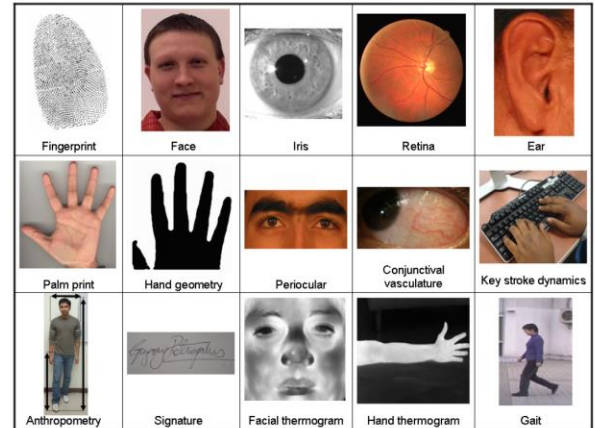 Fingerprint
Face
Iris
Retina
Ear
Palm print
Hand geometry
Periocular
Conjunctival
vasculature
Key stroke dynamics
Anthropometry
Signature
Facial thermogram
Hand thermogram
Gait